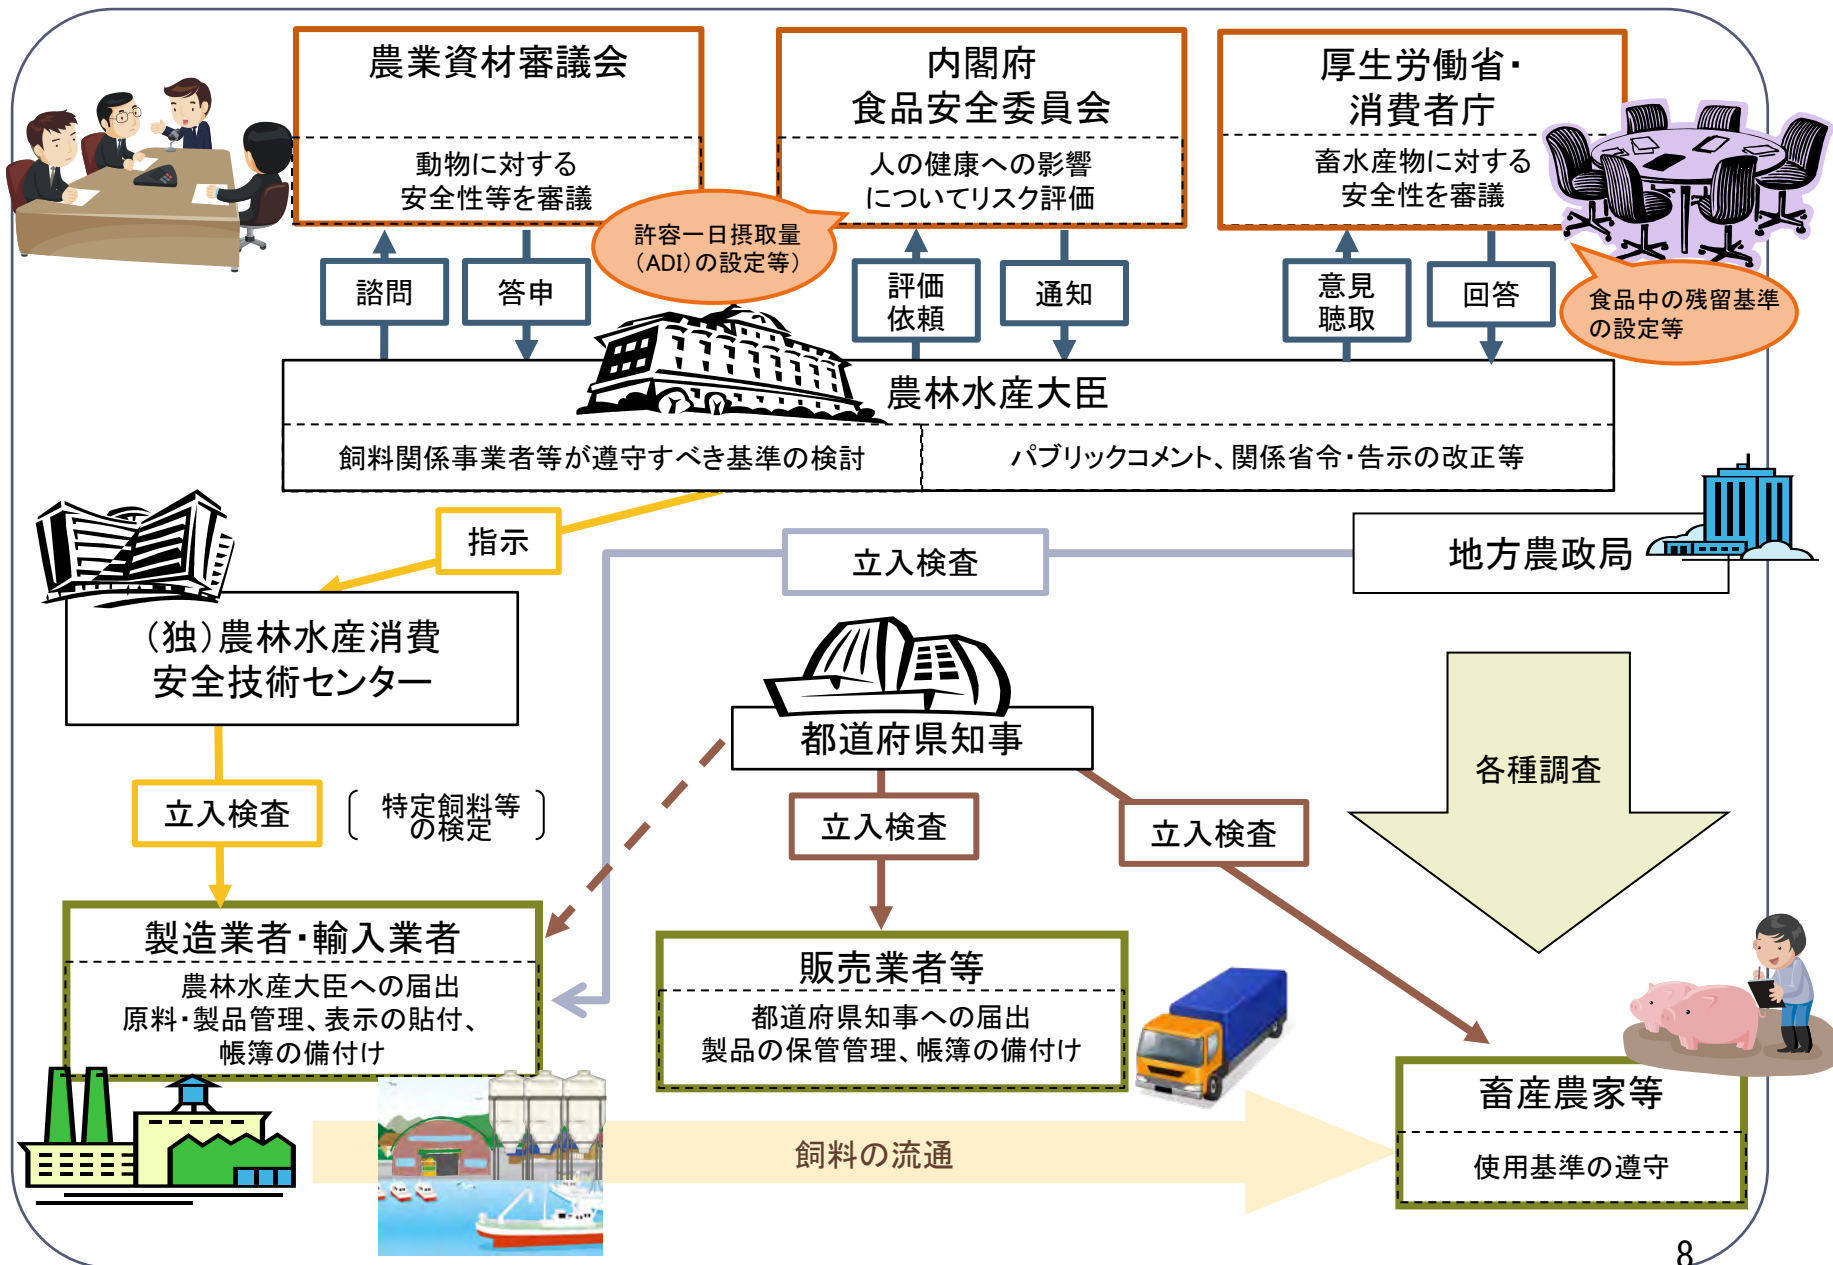 農業資材審議会
動物に対する
安全性等を審議
内閣府
食品安全委員会
人の健康への影響
についてリスク評価
厚生労働省・
消費者庁
畜水産物に対する
安全性を審議
許容一日摂取量
（ADI）の設定等）
食品中の残留基準
の設定等
諮問
答申
評価
依頼
通知
意見
聴取
回答
農林水産大臣
飼料関係事業者等が遵守すべき基準の検討
パブリックコメント、関係省令・告示の改正等
指示
立入検査
地方農政局
（独）農林水産消費
安全技術センター
都道府県知事
各種調査
立入検査
特定飼料等
の検定
立入検査
立入検査
製造業者・輸入業者
農林水産大臣への届出
原料・製品管理、表示の貼付、
帳簿の備付け
販売業者等
都道府県知事への届出
製品の保管管理、帳簿の備付け
畜産農家等
使用基準の遵守
飼料の流通
8